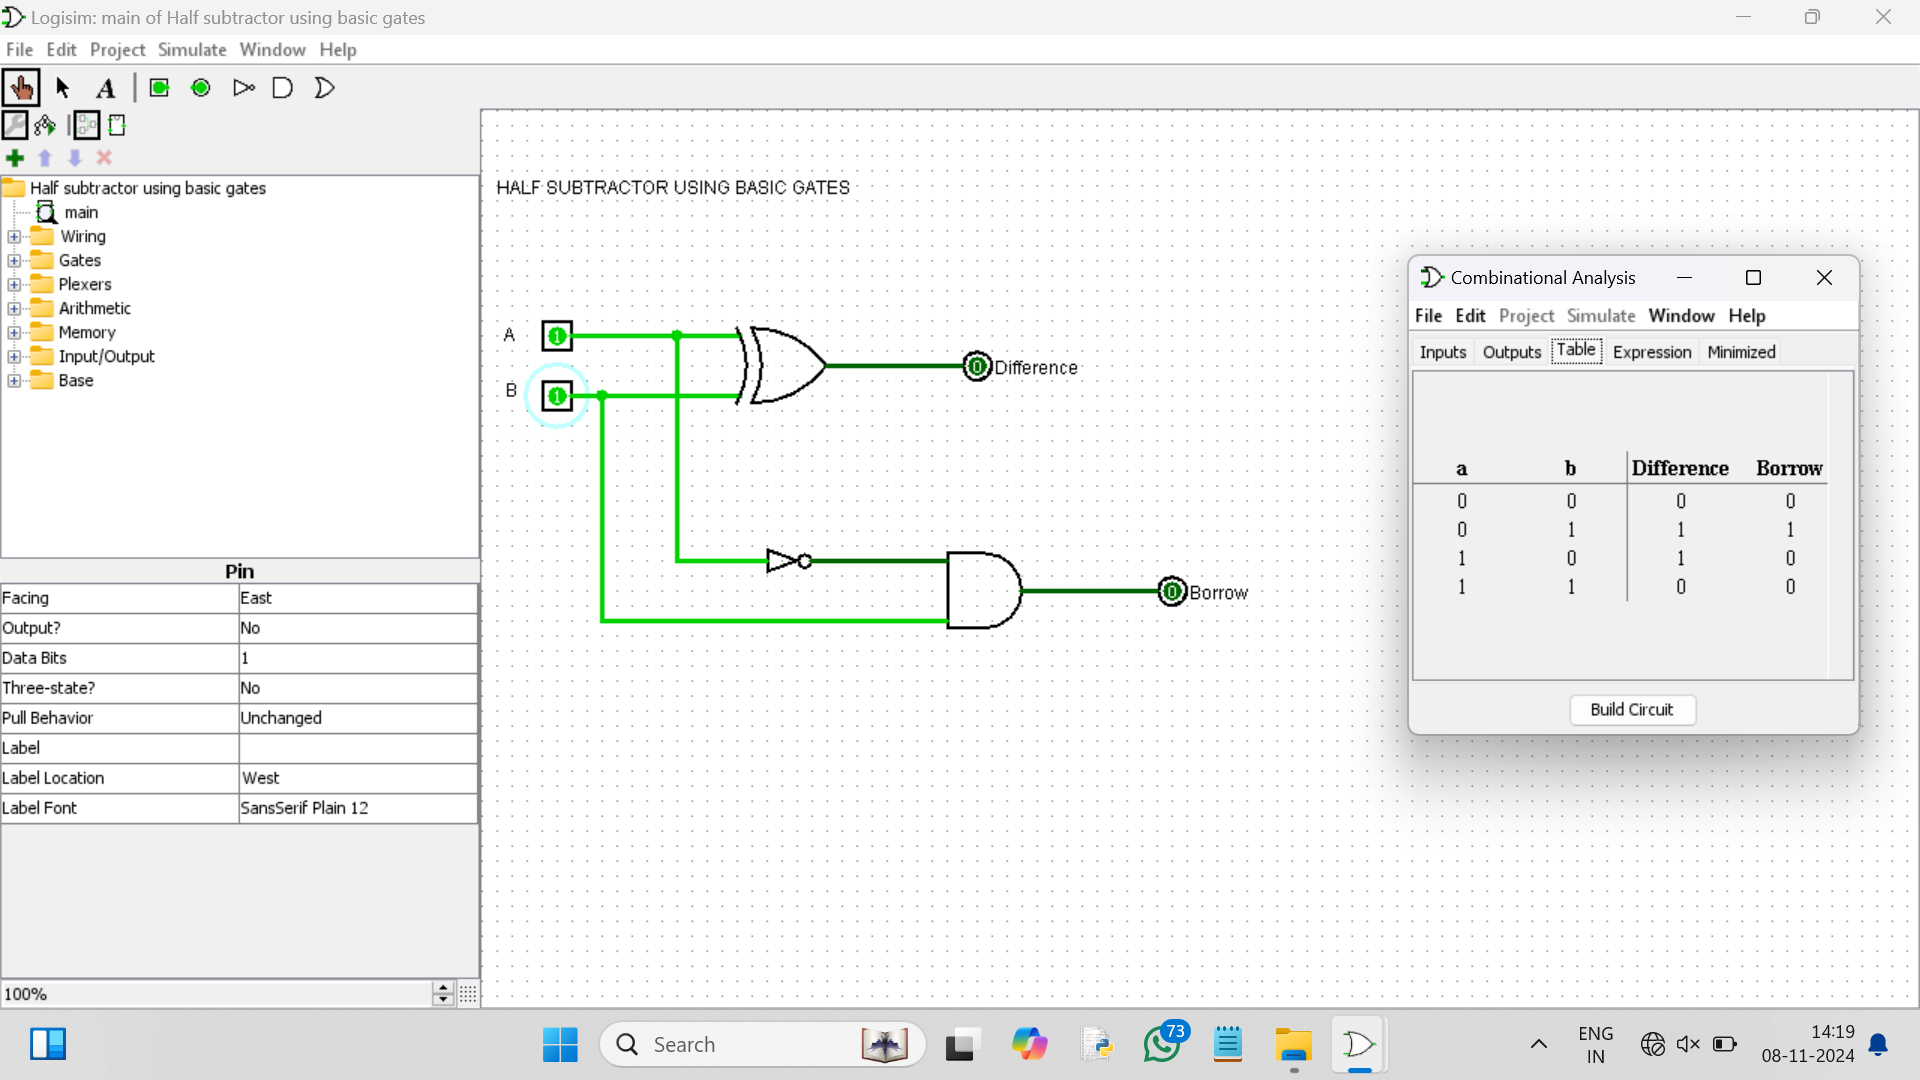 Logisim: main of Half subtractor using basic gates
File Edit Project Simulate Window Help
A
Half subtractor using basic gates
main
Wiring
Gates
Plexers
Arithmetic
Memory
Input/Output
Base
Pin
Facing East
Output? No
Data Bits 1
Three-state? No
Pull Behavior Unchanged
Label
Label Location West
Label Font SansSerif Plain 12
100%
HALF SUBTRACTOR USING BASIC GATES
A 1
B 1
0 Difference
0 Borrow
Combinational Analysis
File Edit Project Simulate Window Help
Inputs Outputs Table Expression Minimized
a b Difference Borrow
0 0 0 0
0 1 1 1
1 0 1 0
1 1 0 0
Build Circuit
Search
73
ENG
IN
14:19
08-11-2024